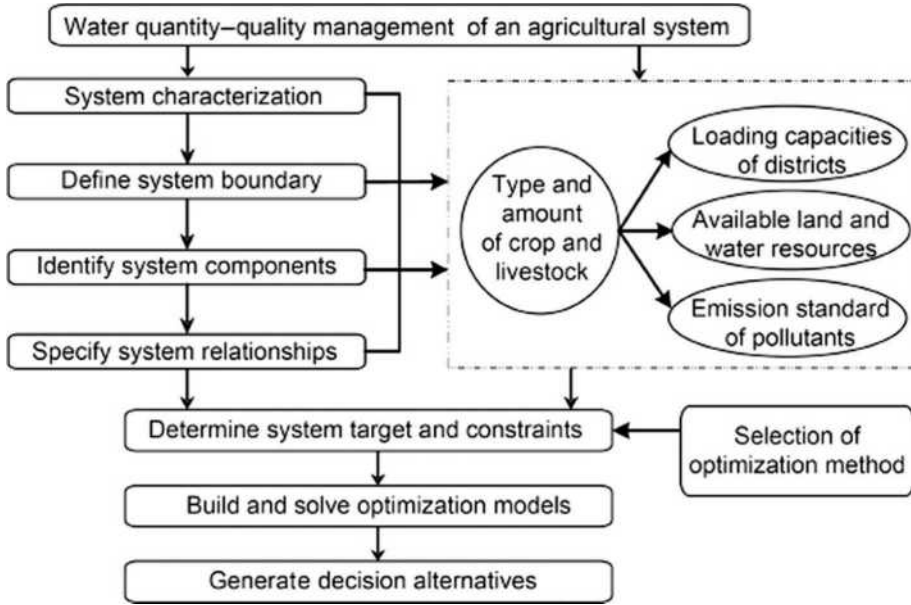 Water quantity–quality management of an agricultural system
System characterization
Define system boundary
Identify system components
Specify system relationships
Type and
amount
of crop and
livestock
Loading capacities
of districts
Available land and
water resources
Emission standard
of pollutants
Determine system target and constraints
Selection of
optimization method
Build and solve optimization models
Generate decision alternatives